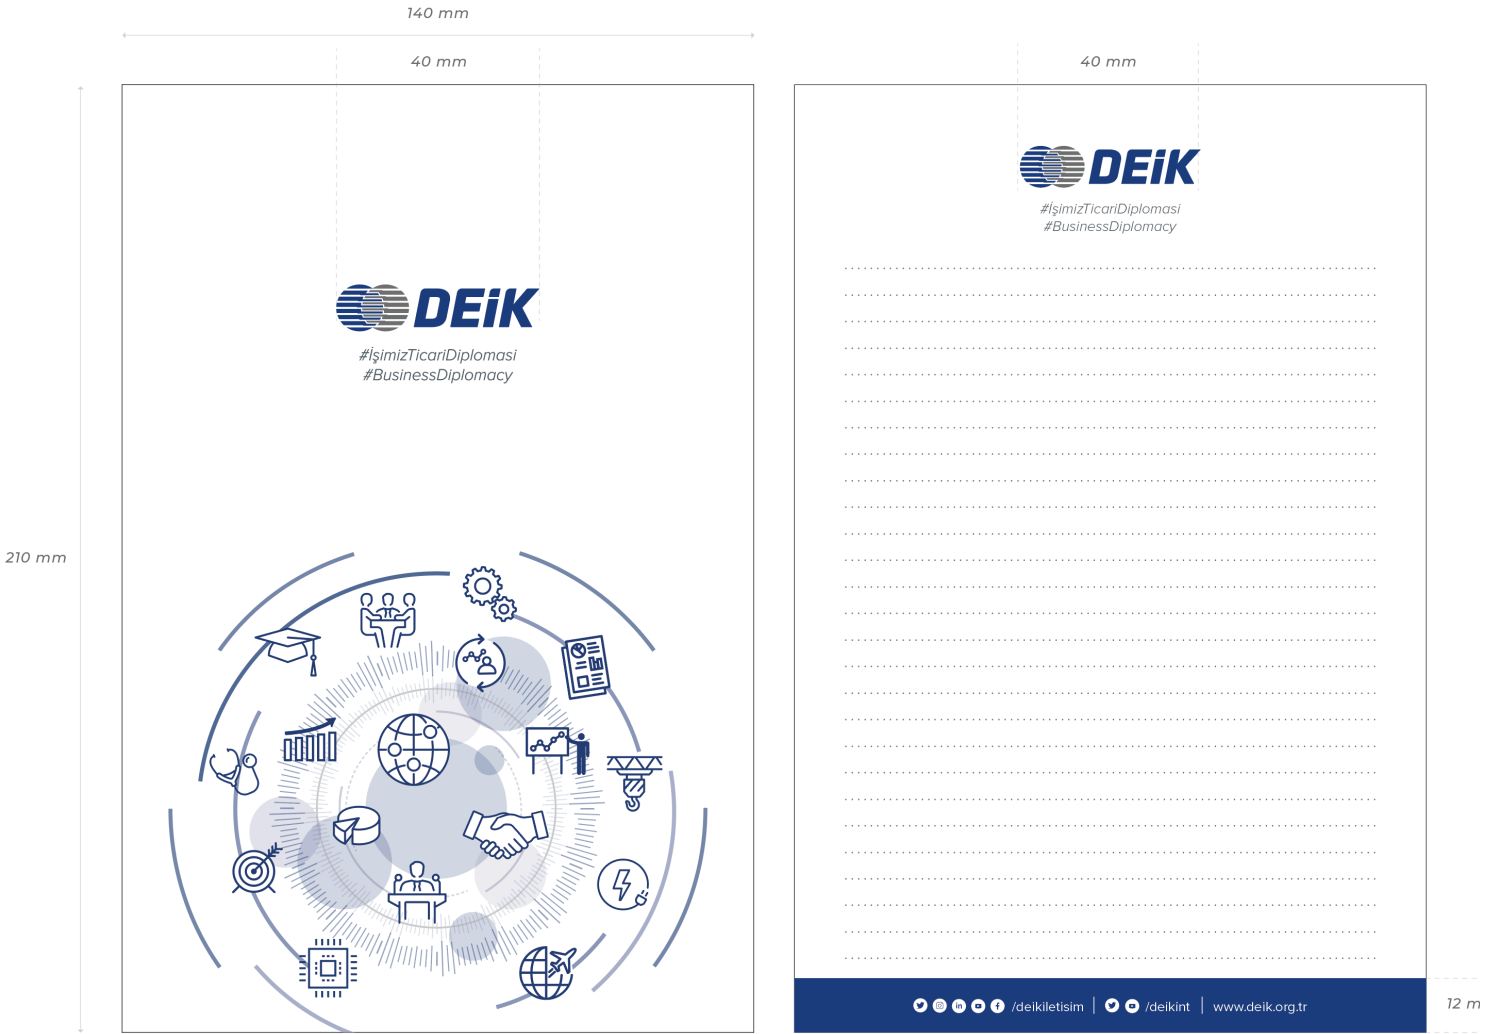 140 mm
40 mm
40 mm
DEiK
#İşimizTicariDiplomasi
#BusinessDiplomacy
DEiK
#İşimizTicariDiplomasi
#BusinessDiplomacy
210 mm
/deikiletisim | /deikint | www.deik.org.tr
12 m